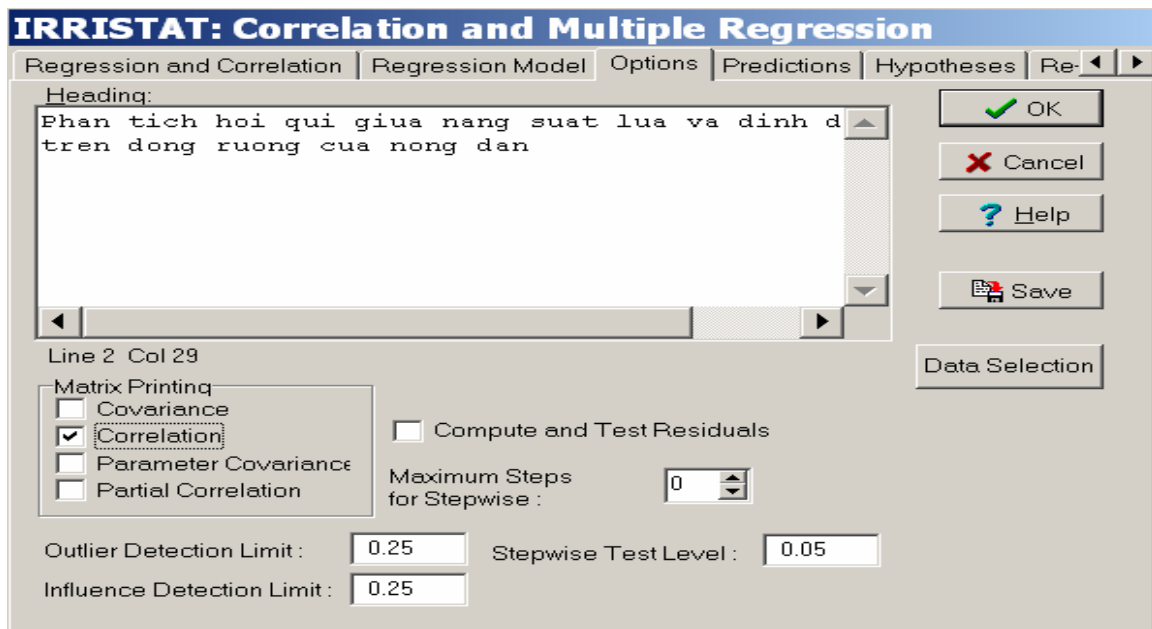 IRRISTAT: Correlation and Multiple Regression
Regression and Correlation
Regression Model
Options
Predictions
Hypotheses
Re-
Heading:
Phan tich hoi qui giua nang suat lua va dinh d
tren dong ruong cua nong dan
OK
Cancel
? Help
Save
Data Selection
Line 2 Col 29
Matrix Printing
Covariance
Correlation
Parameter Covariance
Partial Correlation
Compute and Test Residuals
Maximum Steps
for Stepwise :
0
Outlier Detection Limit :
0.25
Stepwise Test Level :
0.05
Influence Detection Limit :
0.25